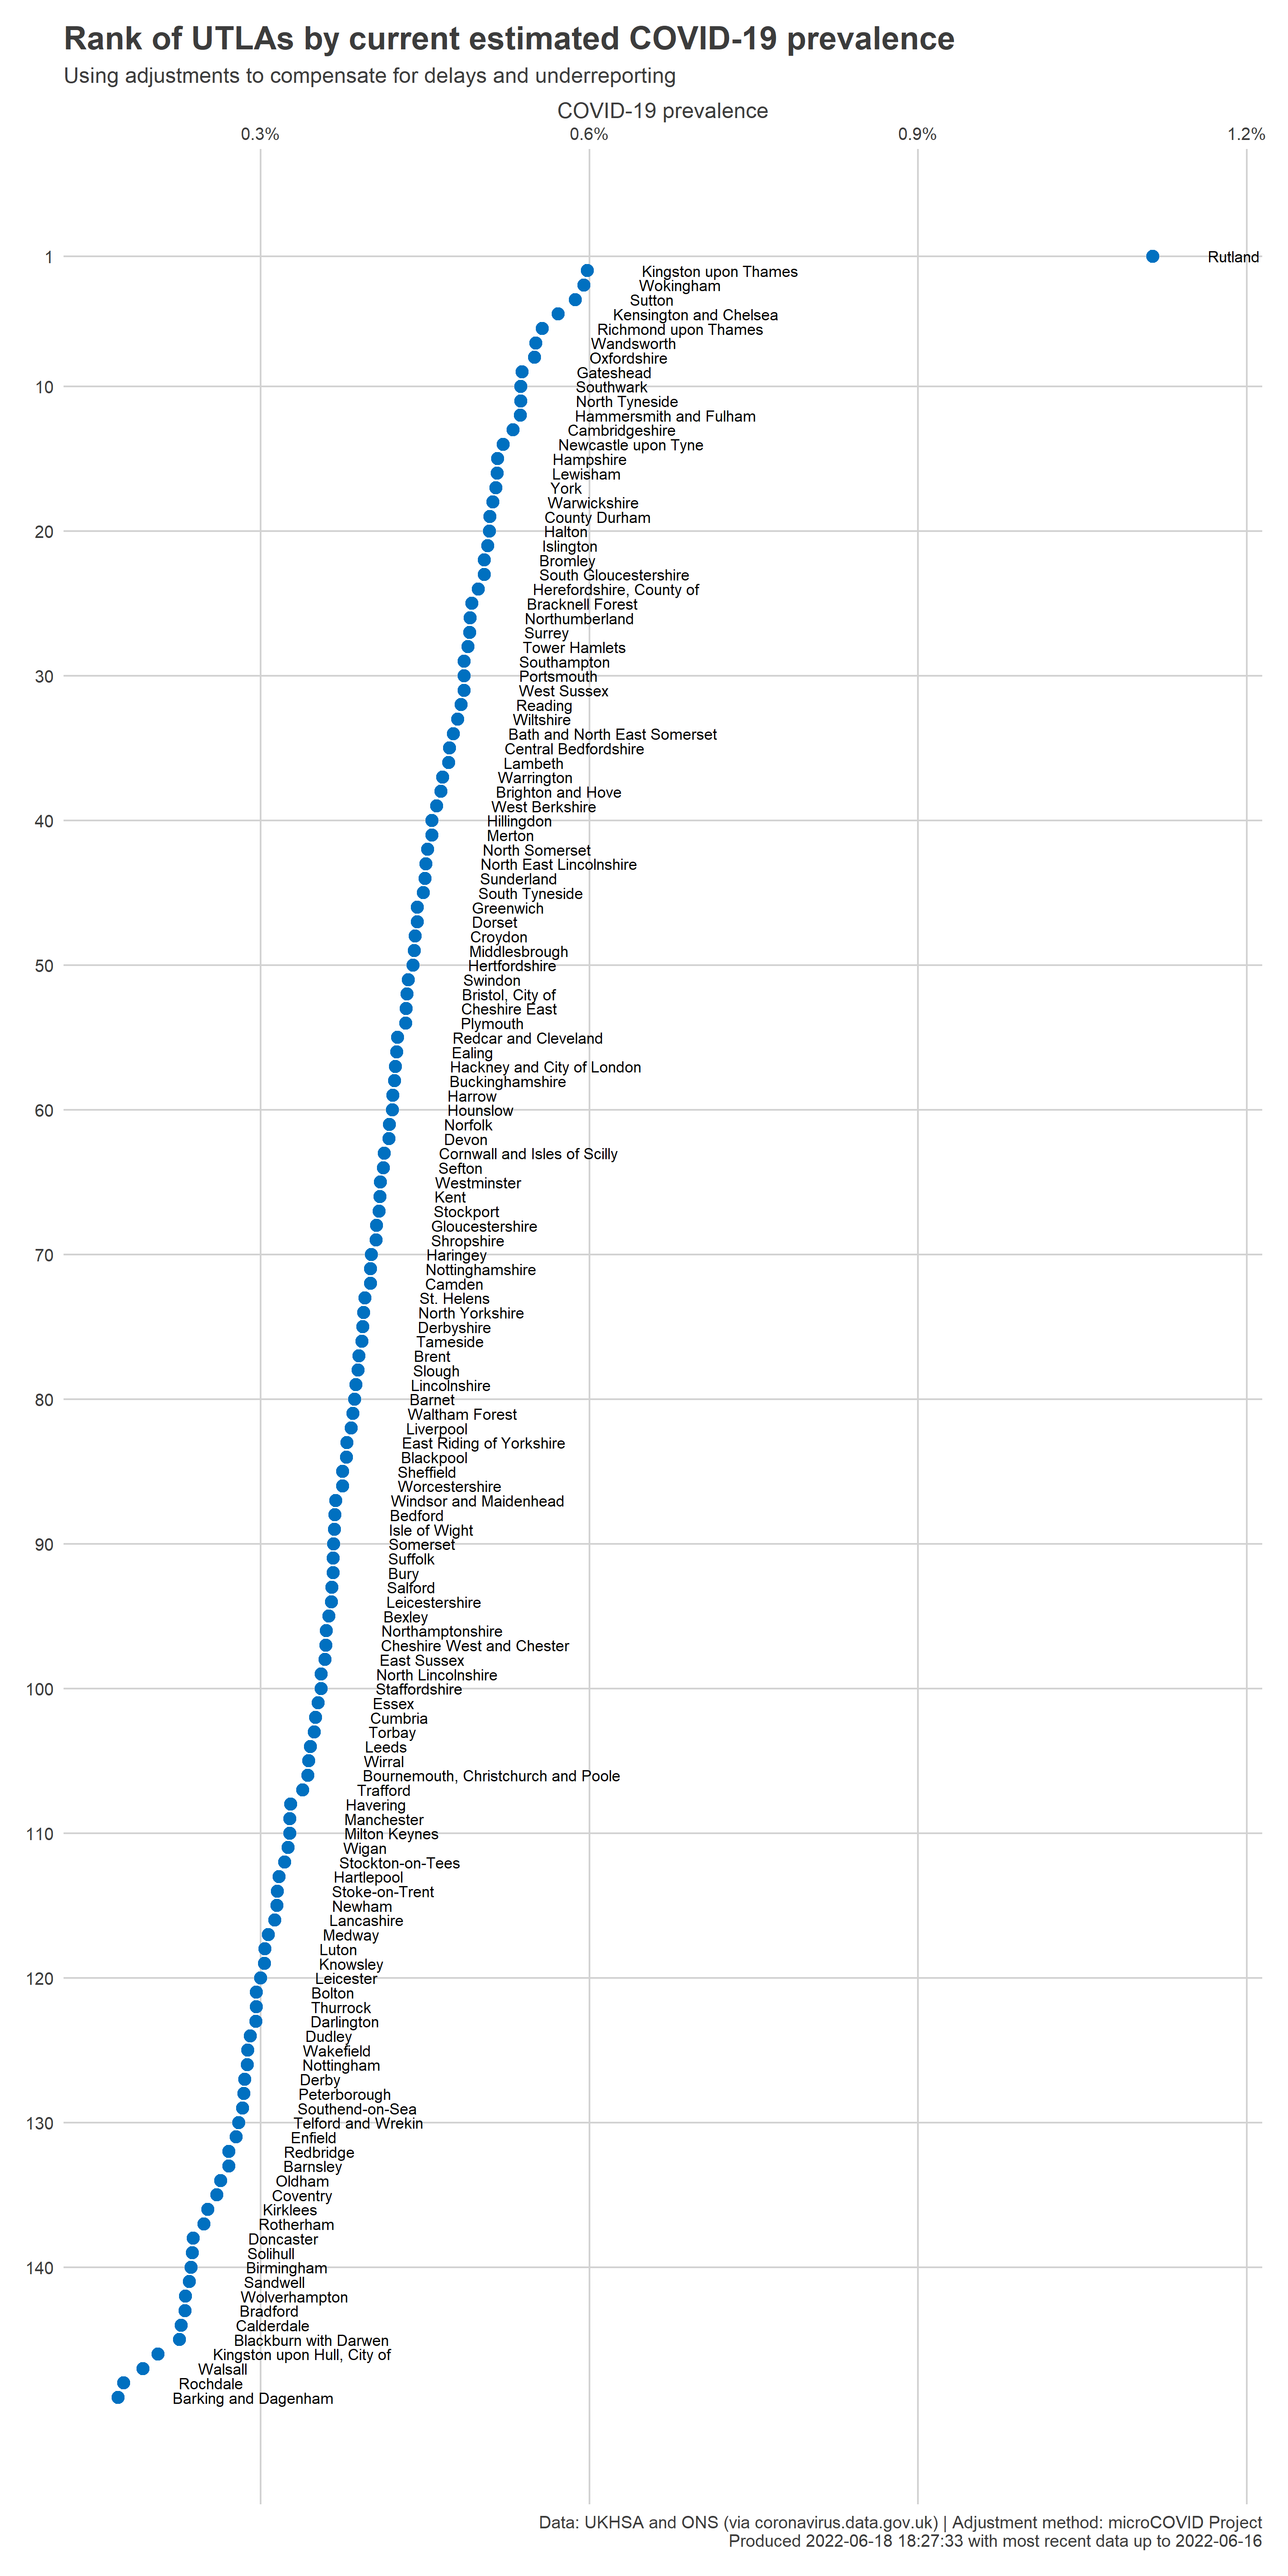 Rank of UTLAs by current estimated COVID-19 prevalence
Using adjustments to compensate for delays and underreporting
COVID-19 prevalence
0.3% 0.6% 0.9% 1.2%
1 Rutland
Kingston upon Thames
Wokingham
Sutton
Kensington and Chelsea
Richmond upon Thames
Wandsworth
Oxfordshire
Gateshead
10 Southwark
North Tyneside
Hammersmith and Fulham
Cambridgeshire
Newcastle upon Tyne
Hampshire
Lewisham
York
Warwickshire
County Durham
20 Halton
Islington
Bromley
South Gloucestershire
Herefordshire, County of
Bracknell Forest
Northumberland
Surrey
Tower Hamlets
Southampton
30 Portsmouth
West Sussex
Reading
Wiltshire
Bath and North East Somerset
Central Bedfordshire
Lambeth
Warrington
Brighton and Hove
West Berkshire
40 Hillingdon
Merton
North Somerset
North East Lincolnshire
Sunderland
South Tyneside
Greenwich
Dorset
Croydon
Middlesbrough
50 Hertfordshire
Swindon
Bristol, City of
Cheshire East
Plymouth
Redcar and Cleveland
Ealing
Hackney and City of London
Buckinghamshire
Harrow
60 Hounslow
Norfolk
Devon
Cornwall and Isles of Scilly
Sefton
Westminster
Kent
Stockport
Gloucestershire
Shropshire
70 Haringey
Nottinghamshire
Camden
St. Helens
North Yorkshire
Derbyshire
Tameside
Brent
Slough
Lincolnshire
80 Barnet
Waltham Forest
Liverpool
East Riding of Yorkshire
Blackpool
Sheffield
Worcestershire
Windsor and Maidenhead
Bedford
Isle of Wight
90 Somerset
Suffolk
Bury
Salford
Leicestershire
Bexley
Northamptonshire
Cheshire West and Chester
East Sussex
North Lincolnshire
100 Staffordshire
Essex
Cumbria
Torbay
Leeds
Wirral
Bournemouth, Christchurch and Poole
Trafford
Havering
Manchester
110 Milton Keynes
Wigan
Stockton-on-Tees
Hartlepool
Stoke-on-Trent
Newham
Lancashire
Medway
Luton
Knowsley
120 Leicester
Bolton
Thurrock
Darlington
Dudley
Wakefield
Nottingham
Derby
Peterborough
Southend-on-Sea
130 Telford and Wrekin
Enfield
Redbridge
Barnsley
Oldham
Coventry
Kirklees
Rotherham
Doncaster
Solihull
140 Birmingham
Sandwell
Wolverhampton
Bradford
Calderdale
Blackburn with Darwen
Kingston upon Hull, City of
Walsall
Rochdale
Barking and Dagenham
Data: UKHSA and ONS (via coronavirus.data.gov.uk) | Adjustment method: microCOVID Project
Produced 2022-06-18 18:27:33 with most recent data up to 2022-06-16